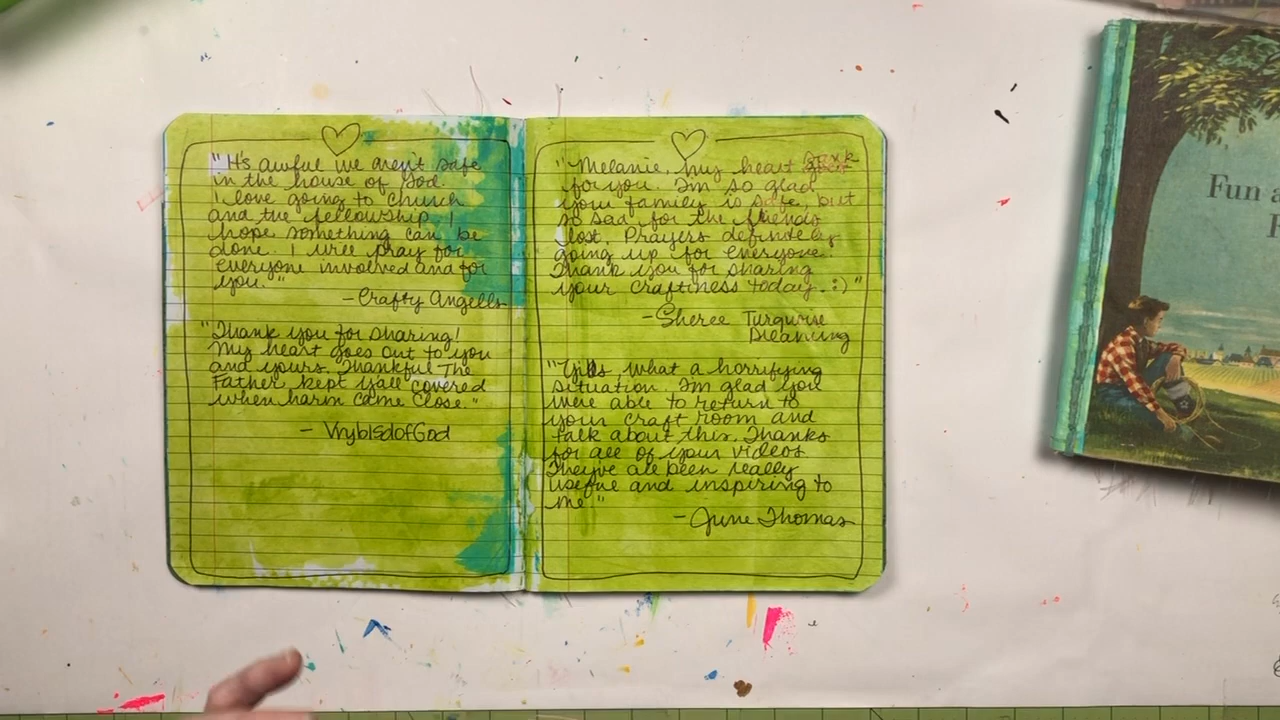 "It's awful we aren't safe
in the house of God.
I love going to church
and the fellowship. I
hope something can be
done. I will pray for
everyone involved and for
you."
-Crafty Angells
"Thank you for sharing!
My heart goes out to you
and yours. Thankful The
Father kept y'all covered
when harm came close."
- VryblsdofGod
"Melanie, my heart
for you. I'm so glad
your family is safe, but
so sad for the friends
lost. Prayers definitely
going up for everyone.
Thank you for sharing
your craftiness today. :)"
-Sheree Turquoise
Dreaming
what a horrifying
situation. I'm glad you
were able to return to
your craft room and
talk about this. Thanks
for all of your videos
They've all been really
useful and inspiring to
me"
- June Thomas
Fun a